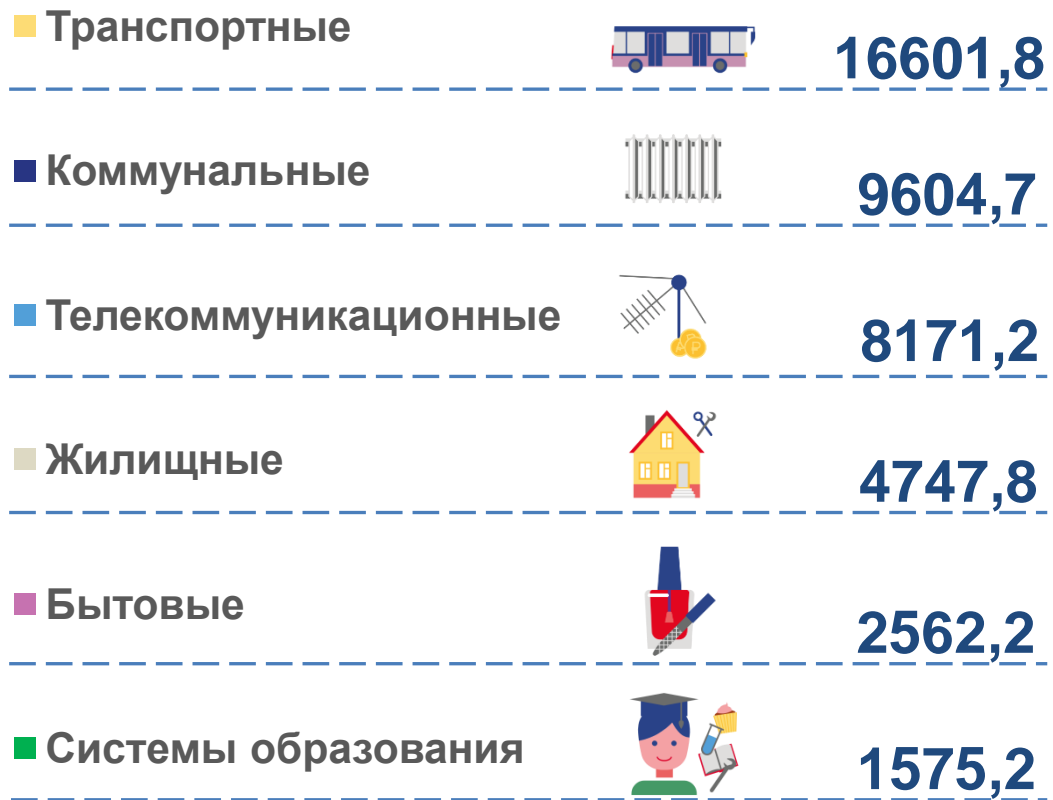 Транспортные 16601,8
Коммунальные 9604,7
Телекоммуникационные 8171,2
Жилищные 4747,8
Бытовые 2562,2
Системы образования 1575,2